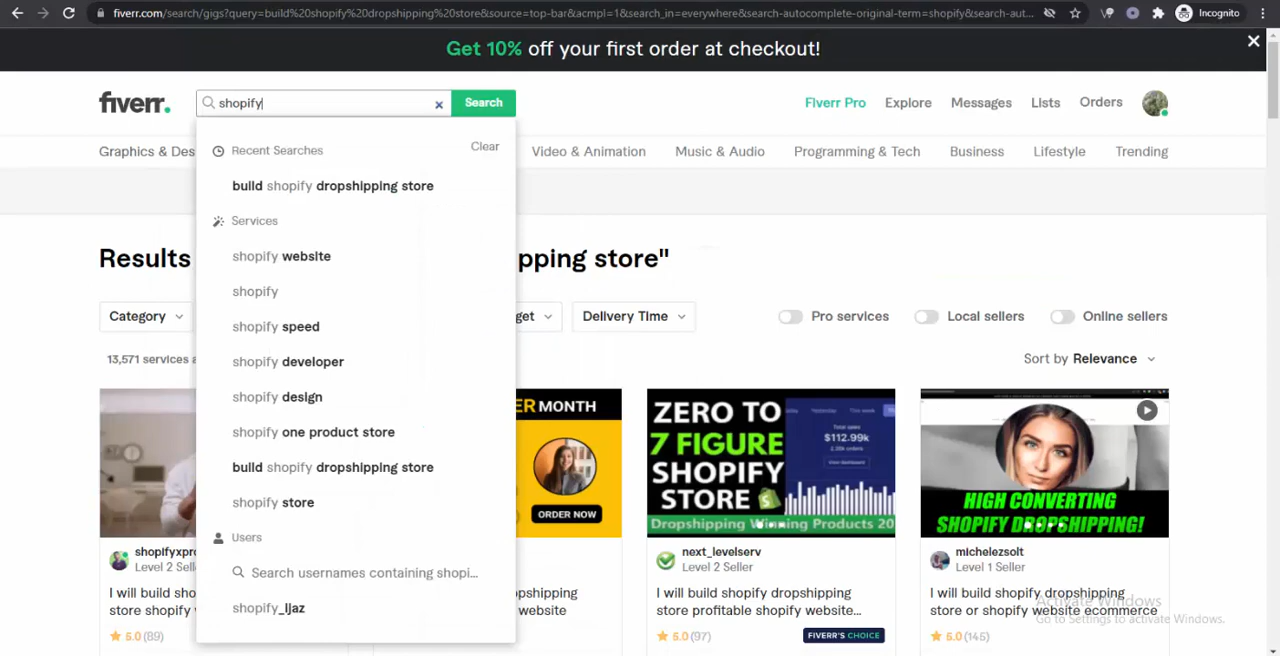 fiverr.com/search/gigs?query=build%20shopify%20dropshipping%20store&source=top-bar&acmpl=1&search_in=everywhere&search-autocomplete-original-term=shopify&search-aut...
Incognito
Get 10% off your first order at checkout!
fiverr.
shopify
Search
Fiverr Pro
Explore
Messages
Lists
Orders
Graphics & Des
Video & Animation
Music & Audio
Programming & Tech
Business
Lifestyle
Trending
Recent Searches
Clear
build shopify dropshipping store
Services
shopify website
shopify
shopify speed
shopify developer
shopify design
shopify one product store
build shopify dropshipping store
shopify store
Users
Search usernames containing shopi...
shopify_ijaz
Results
pping store"
Category
get
Delivery Time
Pro services
Local sellers
Online sellers
13,571 services a
Sort by Relevance
ER MONTH
ORDER NOW
ZERO TO
7 FIGURE
SHOPIFY
STORE
Total sales
$112.99k
Dropshipping Winning Products 20
HIGH CONVERTING
SHOPIFY DROPSHIPPING!
shopifyxpr
Level 2 Sell
I will build sho
store shopify
5.0 (89)
website
next_levelserv
Level 2 Seller
I will build shopify dropshipping
store profitable shopify website...
5.0 (97)
FIVERR'S CHOICE
michelezsolt
Level 1 Seller
I will build shopify dropshipping
store or shopify website ecommerce
5.0 (145)
Activate Windows
Go to Settings to activate Windows.